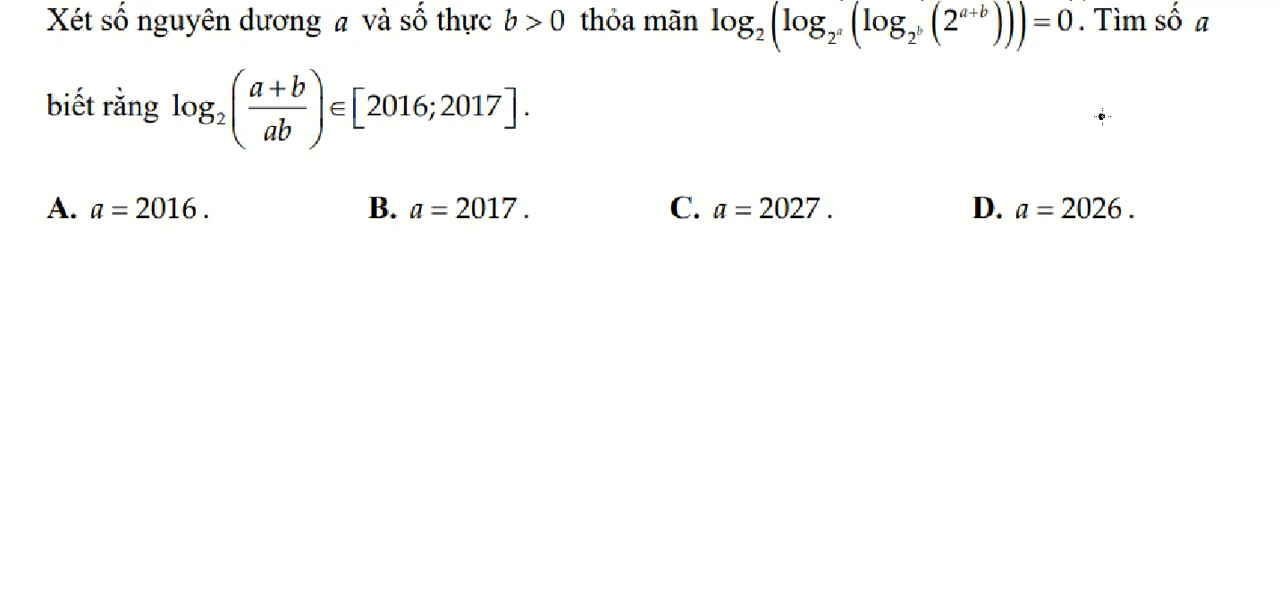 Xét số nguyên dương a và số thực b > 0 thỏa mãn log₂(log_{2^a}(log_{2^b}(2^{a+b}))) = 0. Tìm số a
biết rằng log₂((a+b)/(ab)) ∈ [2016; 2017].
A. a = 2016. B. a = 2017. C. a = 2027. D. a = 2026.